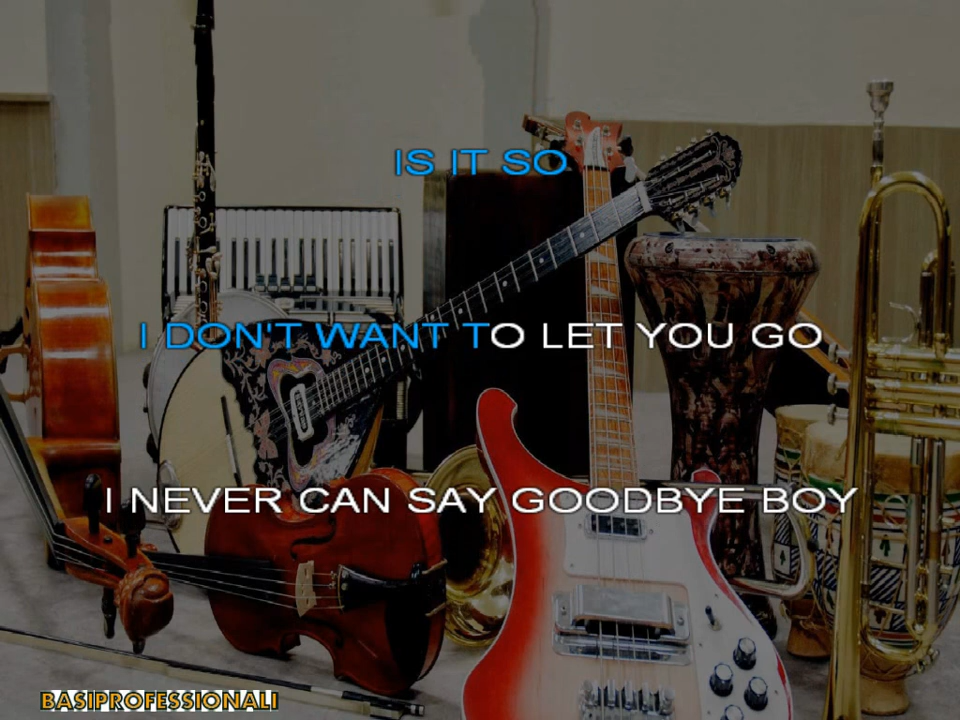 IS IT SO
I DON'T WANT TO LET YOU GO
I NEVER CAN SAY GOODBYE BOY
BASIPROFESSIONALI